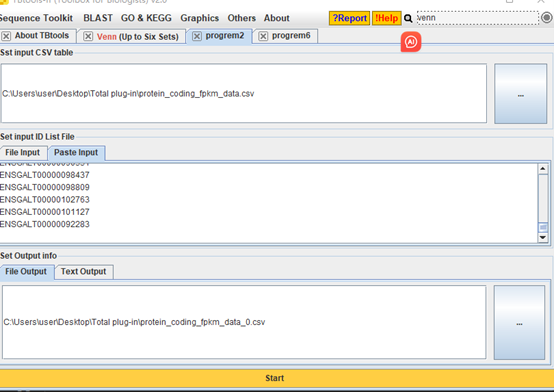 TBtools-II (Toolbox for Biologists) v2.0
Sequence Toolkit BLAST GO & KEGG Graphics Others About ?Report !Help venn
About TBtools Venn (Up to Six Sets) progrem2 progrem6
Sst input CSV table
C:\Users\user\Desktop\Total plug-in\protein_coding_fpkm_data.csv
...
Set input ID List File
File Input Paste Input
ENSGALT00000098437
ENSGALT00000098809
ENSGALT00000102763
ENSGALT00000101127
ENSGALT00000092283
Set Output info
File Output Text Output
C:\Users\user\Desktop\Total plug-in\protein_coding_fpkm_data_0.csv
...
Start